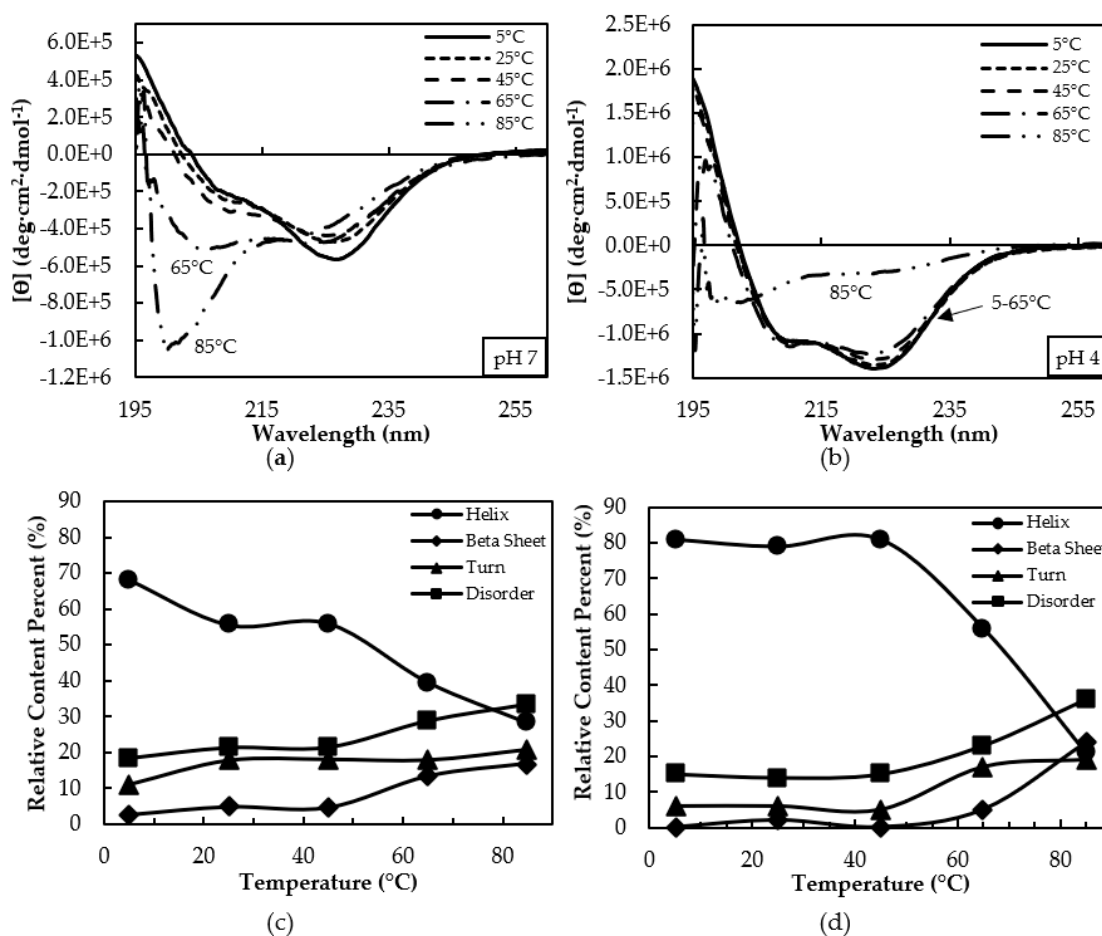 6.0E+5
4.0E+5
2.0E+5
0.0E+0
-2.0E+5
-4.0E+5
-6.0E+5
-8.0E+5
-1.0E+6
-1.2E+6
[Θ] (deg·cm²·dmol⁻¹)
5°C
25°C
45°C
65°C
85°C
65°C
85°C
pH 7
195 215 235 255
Wavelength (nm)
(a)
2.5E+6
2.0E+6
1.5E+6
1.0E+6
5.0E+5
0.0E+0
-5.0E+5
-1.0E+6
-1.5E+6
[Θ] (deg·cm²·dmol⁻¹)
5°C
25°C
45°C
65°C
85°C
85°C
5-65°C
pH 4
195 215 235 255
Wavelength (nm)
(b)
90
80
70
60
50
40
30
20
10
0
Relative Content Percent (%)
Helix
Beta Sheet
Turn
Disorder
0 20 40 60 80
Temperature (°C)
(c)
90
80
70
60
50
40
30
20
10
0
Relative Content Percent (%)
Helix
Beta Sheet
Turn
Disorder
0 20 40 60 80
Temperature (°C)
(d)